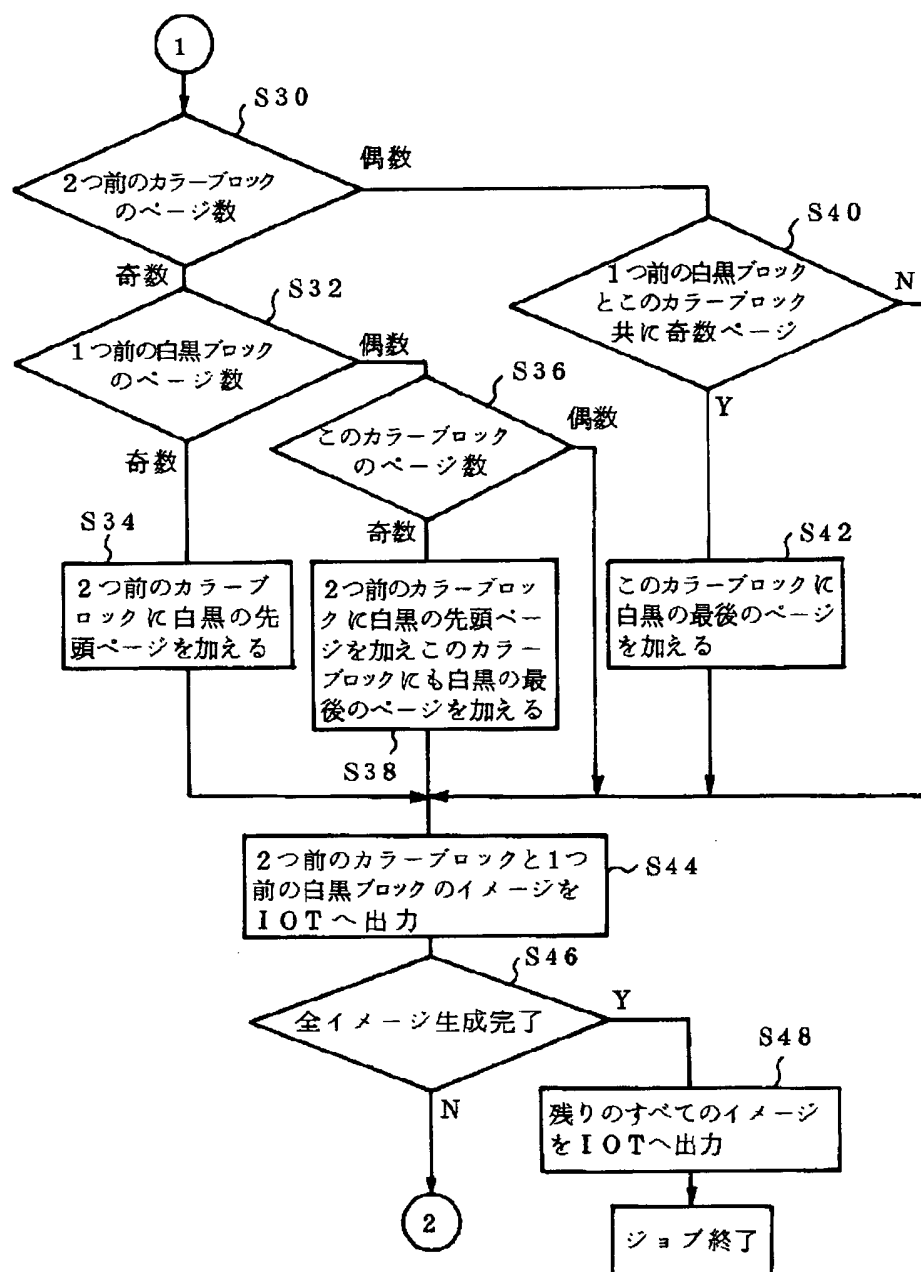 1
S30
2つ前のカラーブロック
のページ数
偶数
奇数
S40
1つ前の白黒ブロック
とこのカラーブロック
共に奇数ページ
N
Y
S32
1つ前の白黒ブロック
のページ数
偶数
奇数
S36
このカラーブロック
のページ数
偶数
奇数
S34
2つ前のカラーブ
ロックに白黒の先
頭ページを加える
2つ前のカラーブロッ
クに白黒の先頭ペー
ジを加えこのカラー
ブロックにも白黒の最
後のページを加える
S38
S42
このカラーブロックに
白黒の最後のページ
を加える
2つ前のカラーブロックと1つ
前の白黒ブロックのイメージを
IOTへ出力
S44
S46
全イメージ生成完了
Y
N
S48
残りのすべてのイメージ
をIOTへ出力
2
ジョブ終了